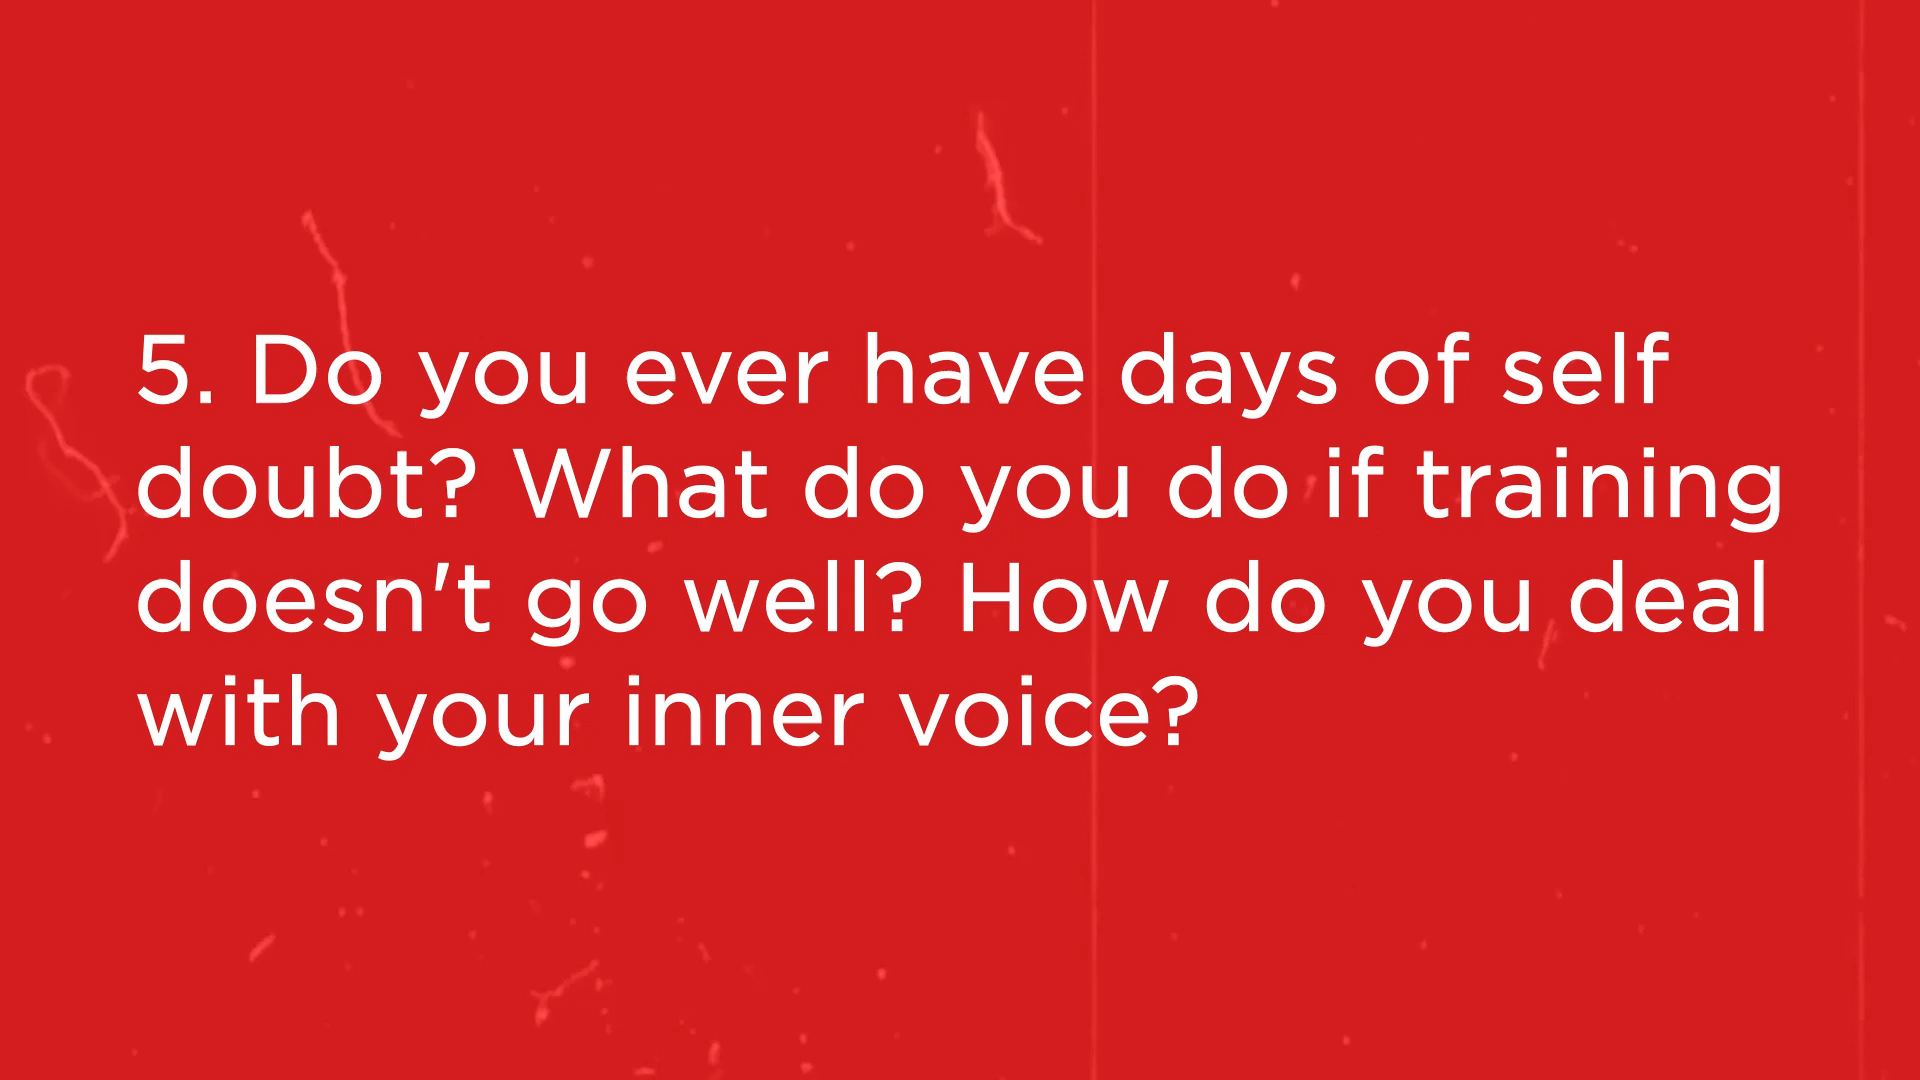 5. Do you ever have days of self
doubt? What do you do if training
doesn't go well? How do you deal
with your inner voice?